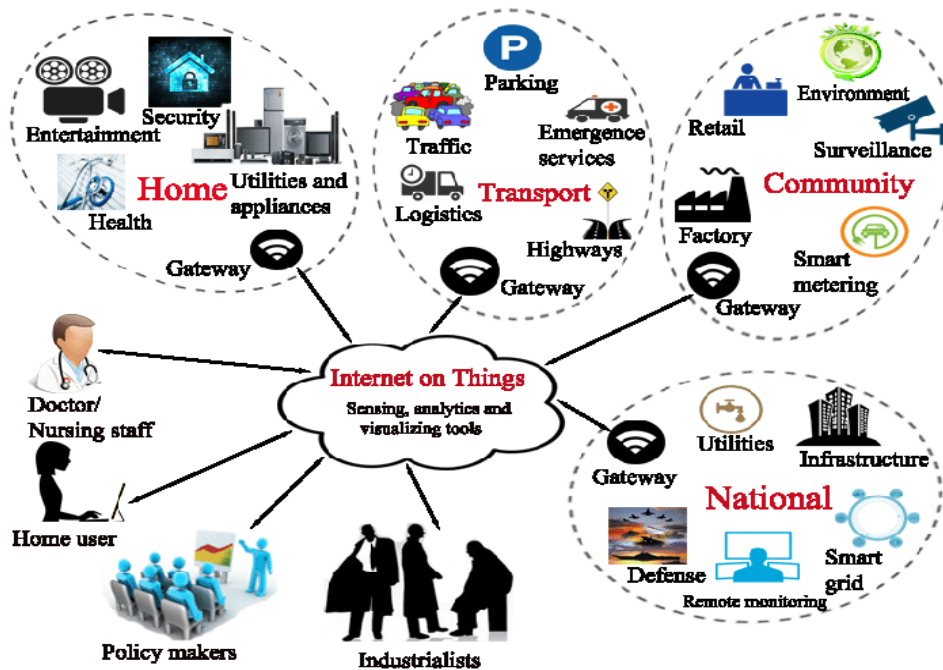 P
Parking
Entertainment
Security
Utilities and
appliances
Health
Home
Gateway
Traffic
Emergence
services
Logistics
Transport
Highways
Gateway
Environment
Retail
Surveillance
Community
Factory
Smart
metering
Gateway
Doctor/
Nursing staff
Internet on Things
Sensing, analytics and
visualizing tools
Home user
Policy makers
Industrialists
Gateway
Utilities
Infrastructure
National
Defense
Remote monitoring
Smart
grid